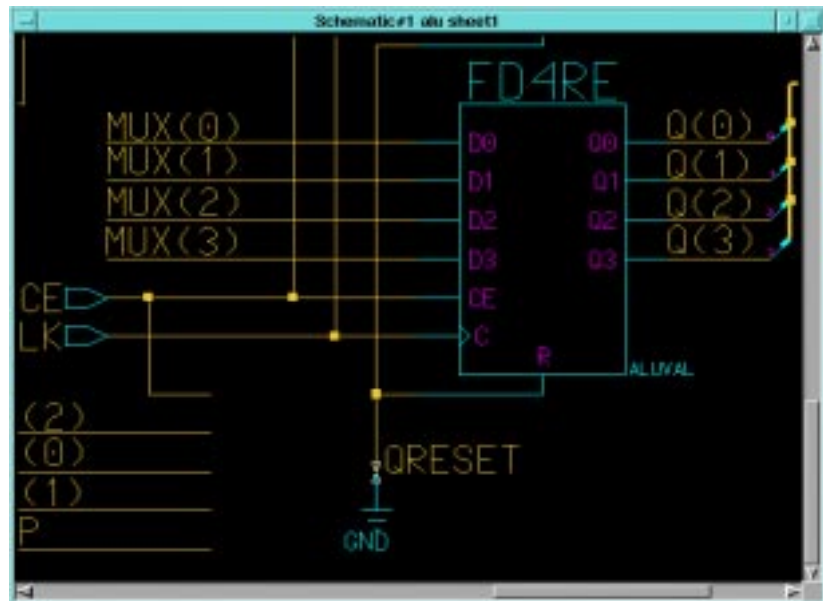 Schematic#1 alu sheet1
FD4RE
MUX(0)
MUX(1)
MUX(2)
MUX(3)
D0
D1
D2
D3
CE
C
R
Q0
Q1
Q2
Q3
Q(0)
Q(1)
Q(2)
Q(3)
CE
LK
ALUVAL
(2)
(0)
(1)
P
QRESET
GND